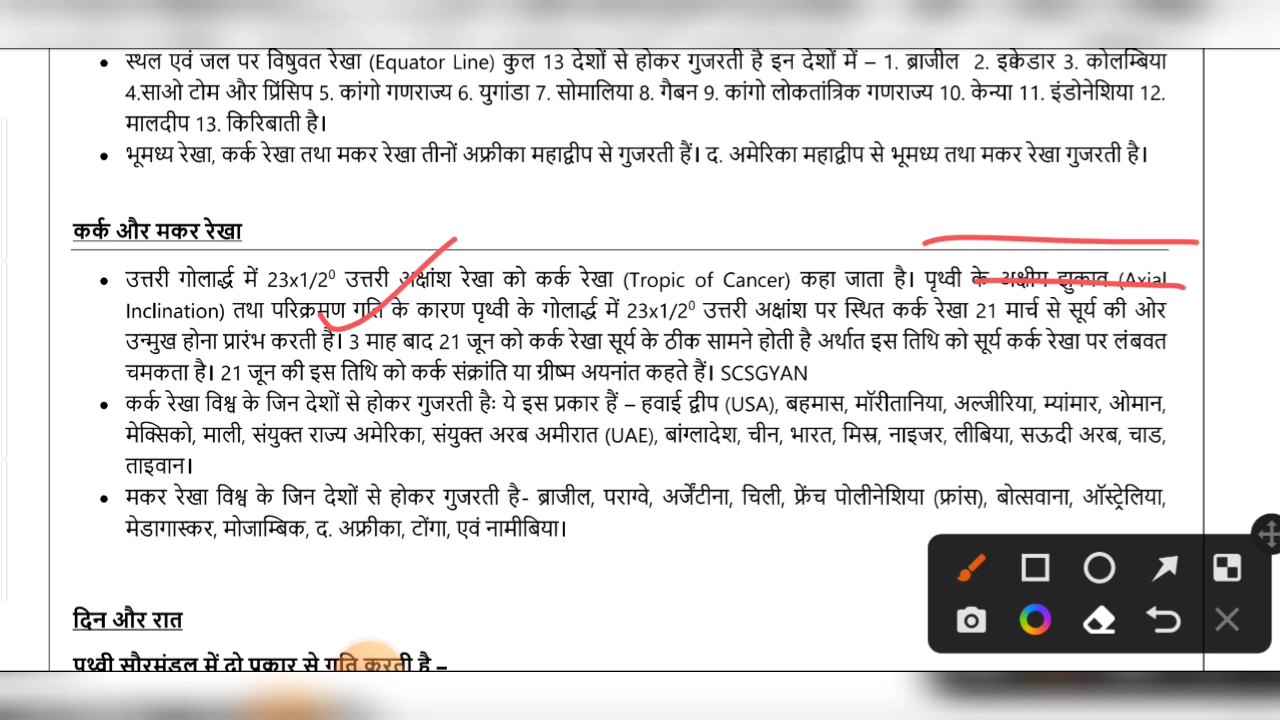 स्थल एवं जल पर विषुवत रेखा (Equator Line) कुल 13 देशों से होकर गुजरती है इन देशों में – 1. ब्राजील 2. इक्वेडार 3. कोलम्बिया
4.साओ टोम और प्रिंसिप 5. कांगो गणराज्य 6. युगांडा 7. सोमालिया 8. गैबन 9. कांगो लोकतांत्रिक गणराज्य 10. केन्या 11. इंडोनेशिया 12.
मालदीप 13. किरिबाती है।
भूमध्य रेखा, कर्क रेखा तथा मकर रेखा तीनों अफ्रीका महाद्वीप से गुजरती हैं। द. अमेरिका महाद्वीप से भूमध्य तथा मकर रेखा गुजरती है।
कर्क और मकर रेखा
उत्तरी गोलार्द्ध में 23x1/2⁰ उत्तरी अक्षांश रेखा को कर्क रेखा (Tropic of Cancer) कहा जाता है। पृथ्वी के अक्षीय झुकाव (Axial
Inclination) तथा परिक्रमण गति के कारण पृथ्वी के गोलार्द्ध में 23x1/2⁰ उत्तरी अक्षांश पर स्थित कर्क रेखा 21 मार्च से सूर्य की ओर
उन्मुख होना प्रारंभ करती है। 3 माह बाद 21 जून को कर्क रेखा सूर्य के ठीक सामने होती है अर्थात इस तिथि को सूर्य कर्क रेखा पर लंबवत
चमकता है। 21 जून की इस तिथि को कर्क संक्रांति या ग्रीष्म अयनांत कहते हैं। SCSGYAN
कर्क रेखा विश्व के जिन देशों से होकर गुजरती हैः ये इस प्रकार हैं – हवाई द्वीप (USA), बहमास, मॉरीतानिया, अल्जीरिया, म्यांमार, ओमान,
मेक्सिको, माली, संयुक्त राज्य अमेरिका, संयुक्त अरब अमीरात (UAE), बांग्लादेश, चीन, भारत, मिस्र, नाइजर, लीबिया, सऊदी अरब, चाड,
ताइवान।
मकर रेखा विश्व के जिन देशों से होकर गुजरती है- ब्राजील, पराग्वे, अर्जेंटीना, चिली, फ्रेंच पोलीनेशिया (फ्रांस), बोत्सवाना, ऑस्ट्रेलिया,
मेडागास्कर, मोजाम्बिक, द. अफ्रीका, टोंगा, एवं नामीबिया।
दिन और रात
पृथ्वी सौरमंडल में दो प्रकार से गति करती है –